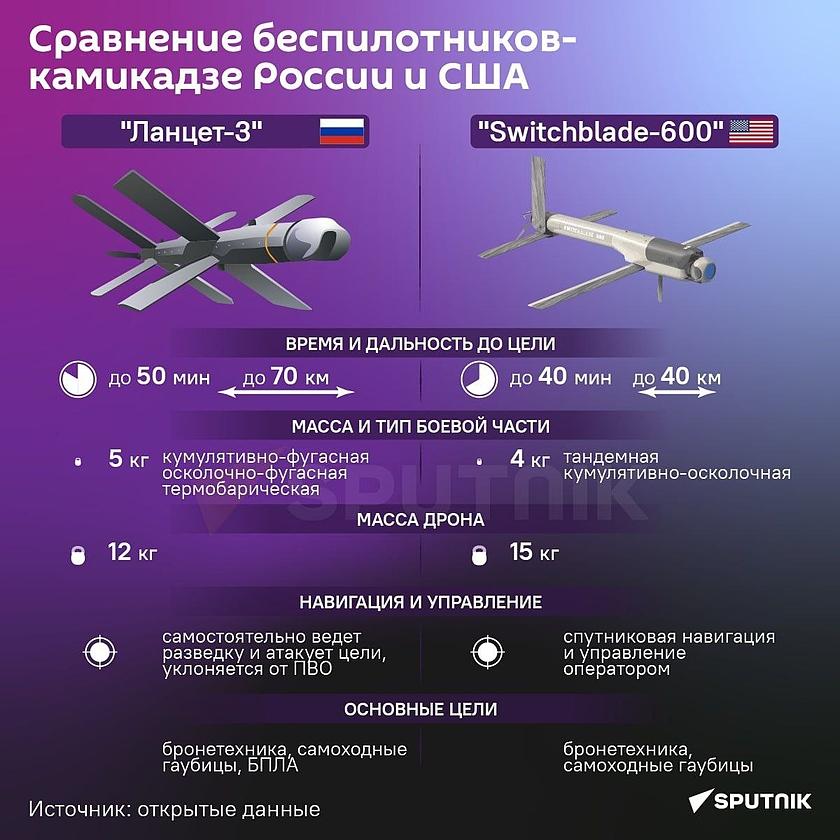 Сравнение беспилотников-
камикадзе России и США
"Ланцет-3"
"Switchblade-600"
ВРЕМЯ И ДАЛЬНОСТЬ ДО ЦЕЛИ
до 50 мин до 70 км
до 40 мин до 40 км
МАССА И ТИП БОЕВОЙ ЧАСТИ
5 кг кумулятивно-фугасная
осколочно-фугасная
термобарическая
4 кг тандемная
кумулятивно-осколочная
SPUTNIK
МАССА ДРОНА
12 кг
15 кг
НАВИГАЦИЯ И УПРАВЛЕНИЕ
самостоятельно ведет
разведку и атакует цели,
уклоняется от ПВО
спутниковая навигация
и управление
оператором
ОСНОВНЫЕ ЦЕЛИ
бронетехника, самоходные
гаубицы, БПЛА
бронетехника,
самоходные гаубицы
Источник: открытые данные
SPUTNIK